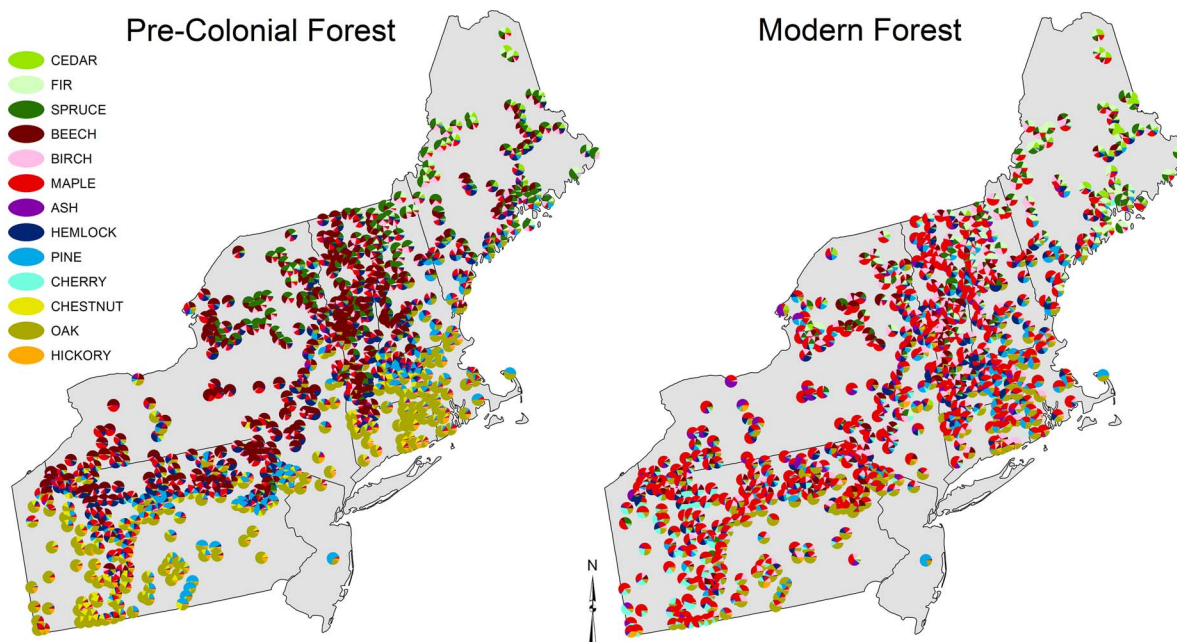 Pre-Colonial Forest
Modern Forest
CEDAR
FIR
SPRUCE
BEECH
BIRCH
MAPLE
ASH
HEMLOCK
PINE
CHERRY
CHESTNUT
OAK
HICKORY
N